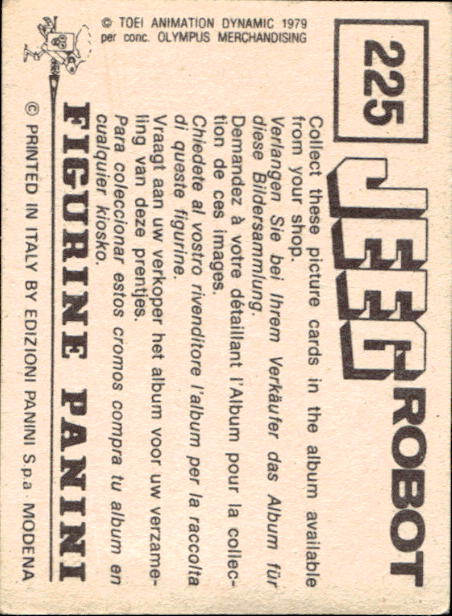 225
JEEG ROBOT
Collect these picture cards in the album available
from your shop.
Verlangen Sie bei Ihrem Verkäufer das Album für
diese Bildersammlung.
Demandez à votre détaillant l'Album pour la collec-
tion de ces images.
Chiedete al vostro rivenditore l'album per la raccolta
di queste figurine.
Vraagt aan uw verkoper het album voor uw verzame-
ling van deze prentjes.
Para coleccionar estos cromos compra tu album en
cualquier kiosko.
FIGURINE PANINI
© PRINTED IN ITALY BY EDIZIONI PANINI S.p.a - MODENA
© TOEI ANIMATION DYNAMIC 1979
per conc. OLYMPUS MERCHANDISING